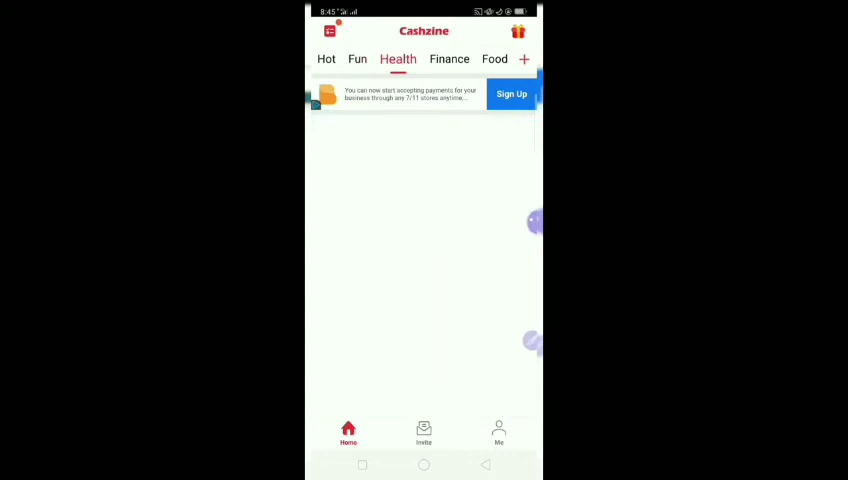 8:45
Cashzine
Hot Fun Health Finance Food +
You can now start accepting payments for your
business through any 7/11 stores anytime,...
Sign Up
Home Invite Me